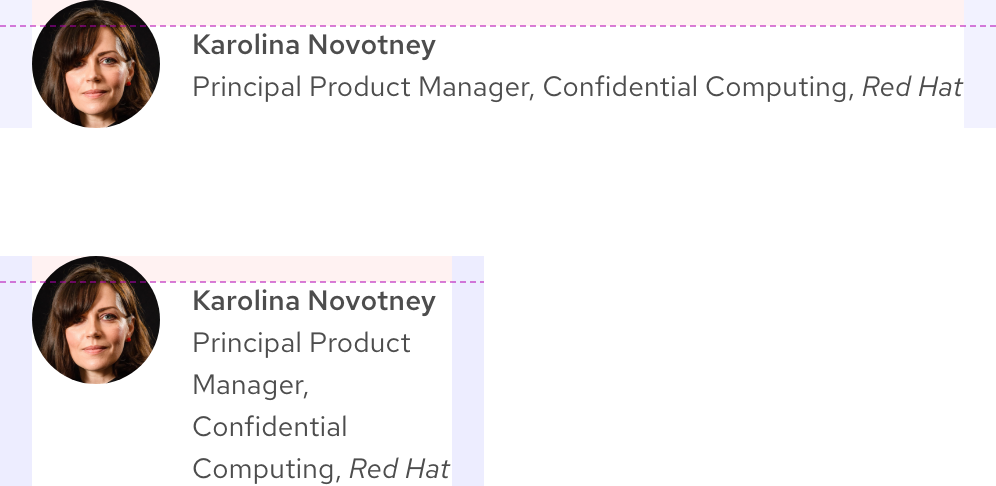 Karolina Novotney
Principal Product Manager, Confidential Computing, Red Hat
Karolina Novotney
Principal Product
Manager,
Confidential
Computing, Red Hat